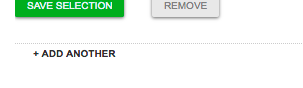 SAVE SELECTION REMOVE
+ ADD ANOTHER